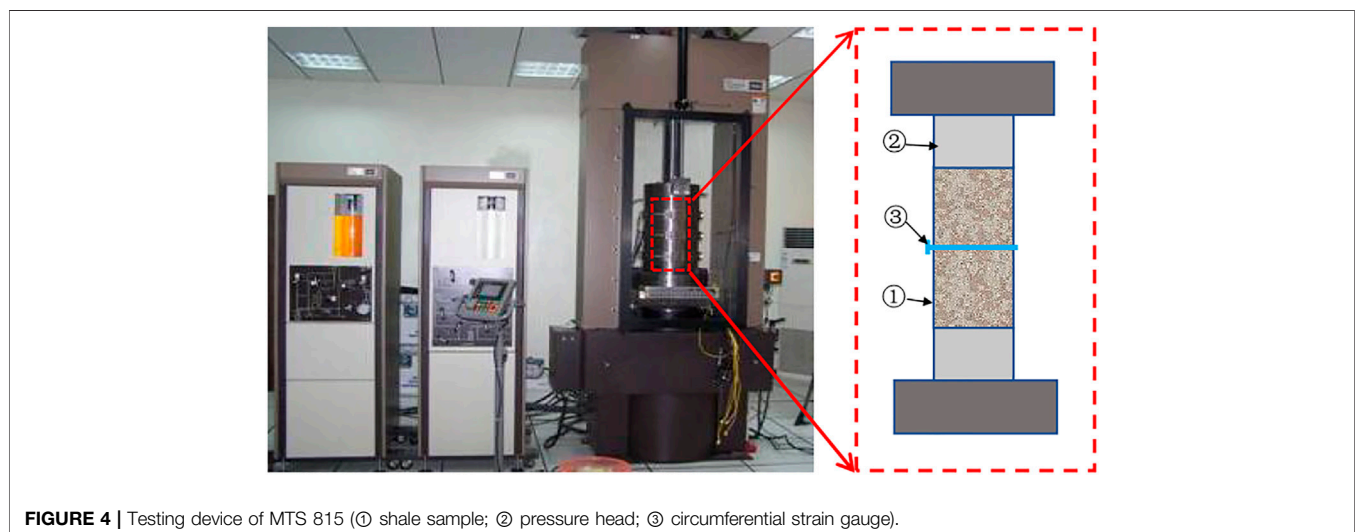 ②
③
①
FIGURE 4 | Testing device of MTS 815 (① shale sample; ② pressure head; ③ circumferential strain gauge).